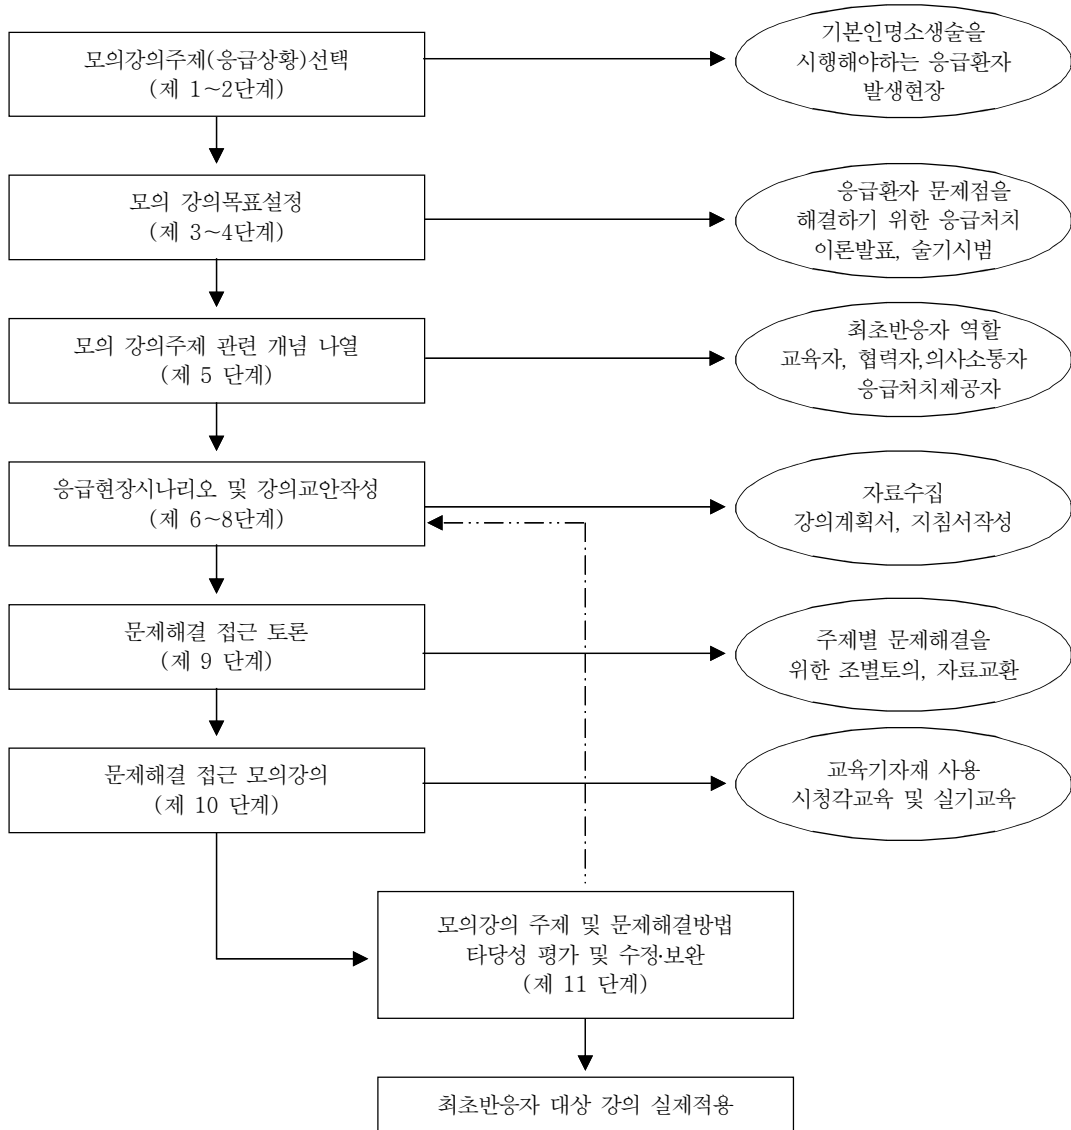 모의강의주제(응급상황)선택
(제 1~2단계)
기본인명소생술을
시행해야하는 응급환자
발생현장
모의 강의목표설정
(제 3~4단계)
응급환자 문제점을
해결하기 위한 응급처치
이론발표, 술기시범
모의 강의주제 관련 개념 나열
(제 5 단계)
최초반응자 역할
교육자, 협력자,의사소통자
응급처치제공자
응급현장시나리오 및 강의교안작성
(제 6~8단계)
자료수집
강의계획서, 지침서작성
문제해결 접근 토론
(제 9 단계)
주제별 문제해결을
위한 조별토의, 자료교환
문제해결 접근 모의강의
(제 10 단계)
교육기자재 사용
시청각교육 및 실기교육
모의강의 주제 및 문제해결방법
타당성 평가 및 수정·보완
(제 11 단계)
최초반응자 대상 강의 실제적용